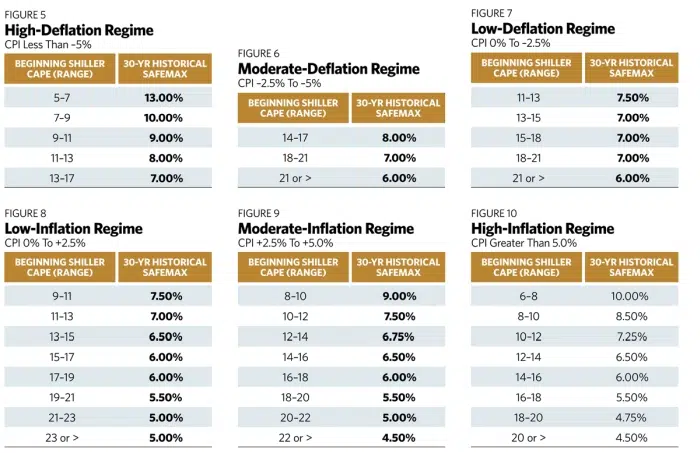 FIGURE 5
High-Deflation Regime
CPI Less Than –5%
BEGINNING SHILLER CAPE (RANGE) 30-YR HISTORICAL SAFEMAX
5–7 13.00%
7–9 10.00%
9–11 9.00%
11–13 8.00%
13–17 7.00%
FIGURE 6
Moderate-Deflation Regime
CPI –2.5% To –5%
BEGINNING SHILLER CAPE (RANGE) 30-YR HISTORICAL SAFEMAX
14–17 8.00%
18–21 7.00%
21 or > 6.00%
FIGURE 7
Low-Deflation Regime
CPI 0% To –2.5%
BEGINNING SHILLER CAPE (RANGE) 30-YR HISTORICAL SAFEMAX
11–13 7.50%
13–15 7.00%
15–18 7.00%
18–21 7.00%
21 or > 6.00%
FIGURE 8
Low-Inflation Regime
CPI 0% To +2.5%
BEGINNING SHILLER CAPE (RANGE) 30-YR HISTORICAL SAFEMAX
9–11 7.50%
11–13 7.00%
13–15 6.50%
15–17 6.00%
17–19 6.00%
19–21 5.50%
21–23 5.00%
23 or > 5.00%
FIGURE 9
Moderate-Inflation Regime
CPI +2.5% To +5.0%
BEGINNING SHILLER CAPE (RANGE) 30-YR HISTORICAL SAFEMAX
8–10 9.00%
10–12 7.50%
12–14 6.75%
14–16 6.50%
16–18 6.00%
18–20 5.50%
20–22 5.00%
22 or > 4.50%
FIGURE 10
High-Inflation Regime
CPI Greater Than 5.0%
BEGINNING SHILLER CAPE (RANGE) 30-YR HISTORICAL SAFEMAX
6–8 10.00%
8–10 8.50%
10–12 7.25%
12–14 6.50%
14–16 6.00%
16–18 5.50%
18–20 4.75%
20 or > 4.50%